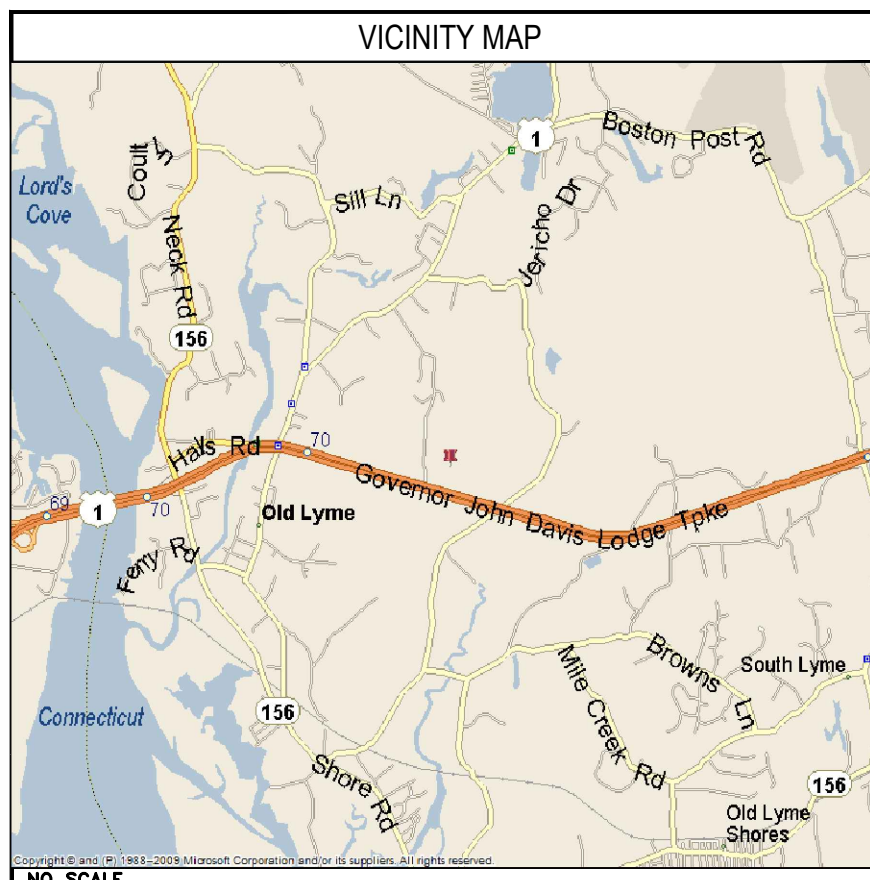 VICINITY MAP
1
Boston Post Rd
Coult Ln
Lord's
Cove
Sill Ln
Jericho Dr
Neck Rd
156
Halls Rd
70
Governor John Davis Lodge Tpke
69
1
70
Old Lyme
Ferry Rd
Browns Ln
South Lyme
Mile Creek Rd
Connecticut
156
Shore Rd
156
Old Lyme
Shores
Copyright © and (P) 1988–2009 Microsoft Corporation and/or its suppliers. All rights reserved.
NO SCALE